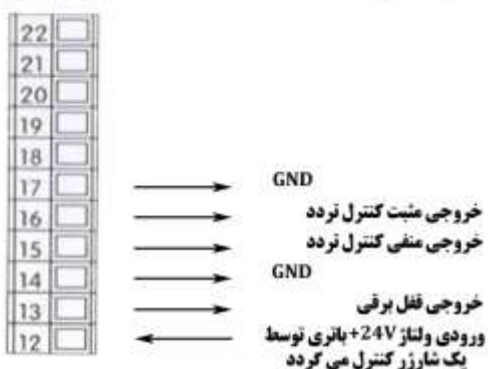 22
21
20
19
18
17 GND
16 خروجی مثبت کنترل تردد
15 خروجی منفی کنترل تردد
14 GND
13 خروجی قفل برقی
12 ورودی ولتاژ 24V+باتری توسط
یک شارژر کنترل می گردد